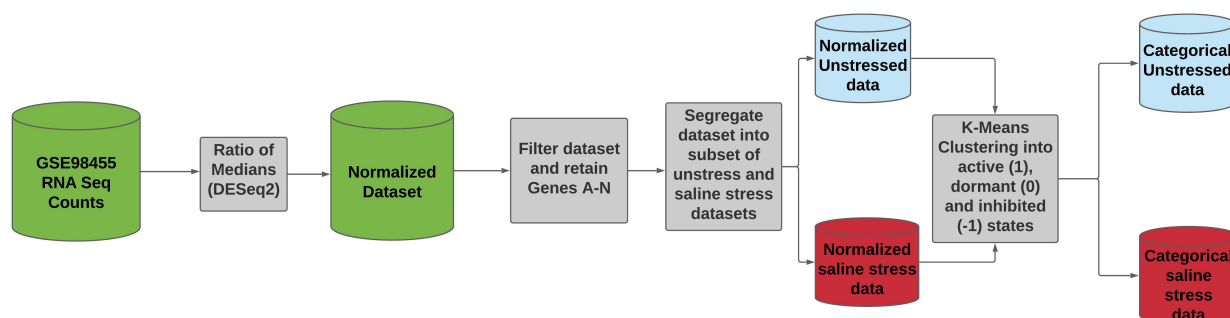 GSE98455
RNA Seq
Counts
Ratio of
Medians
(DESeq2)
Normalized
Dataset
Filter dataset
and retain
Genes A-N
Segregate
dataset into
subset of
unstress and
saline stress
datasets
Normalized
Unstressed
data
Normalized
saline stress
data
K-Means
Clustering into
active (1),
dormant (0)
and inhibited
(-1) states
Categorical
Unstressed
data
Categorical
saline
stress
data